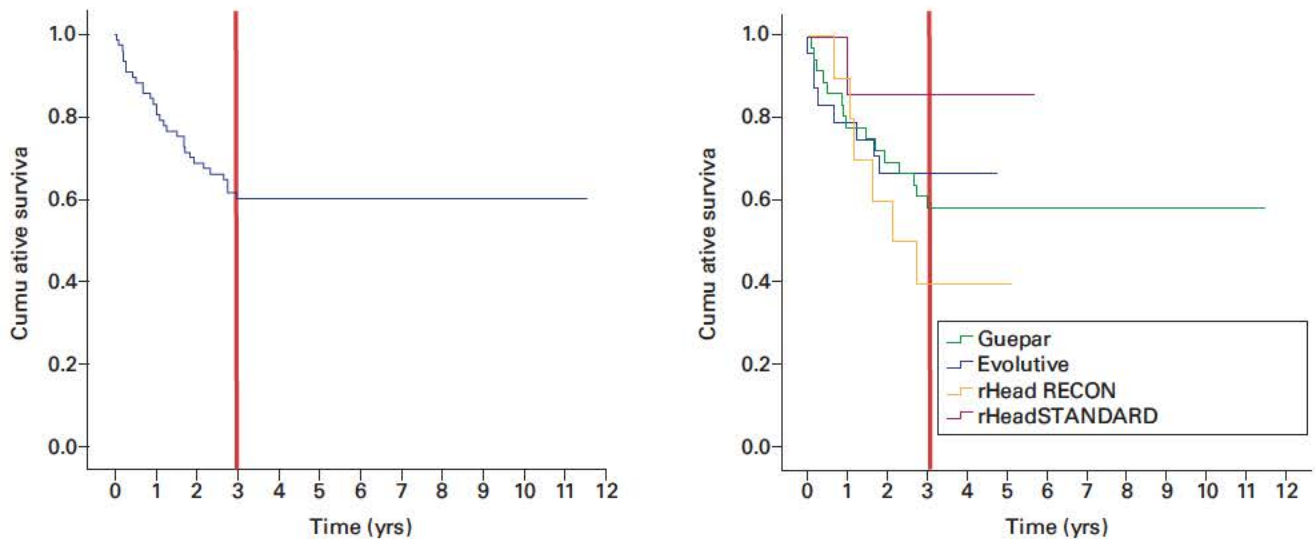 1.0
0.8
0.6
0.4
0.2
0.0
Cumu ative surviva
0 1 2 3 4 5 6 7 8 9 10 11 12
Time (yrs)
1.0
0.8
0.6
0.4
0.2
0.0
Cumu ative surviva
Guepar
Evolutive
rHead RECON
rHeadSTANDARD
0 1 2 3 4 5 6 7 8 9 10 11 12
Time (yrs)